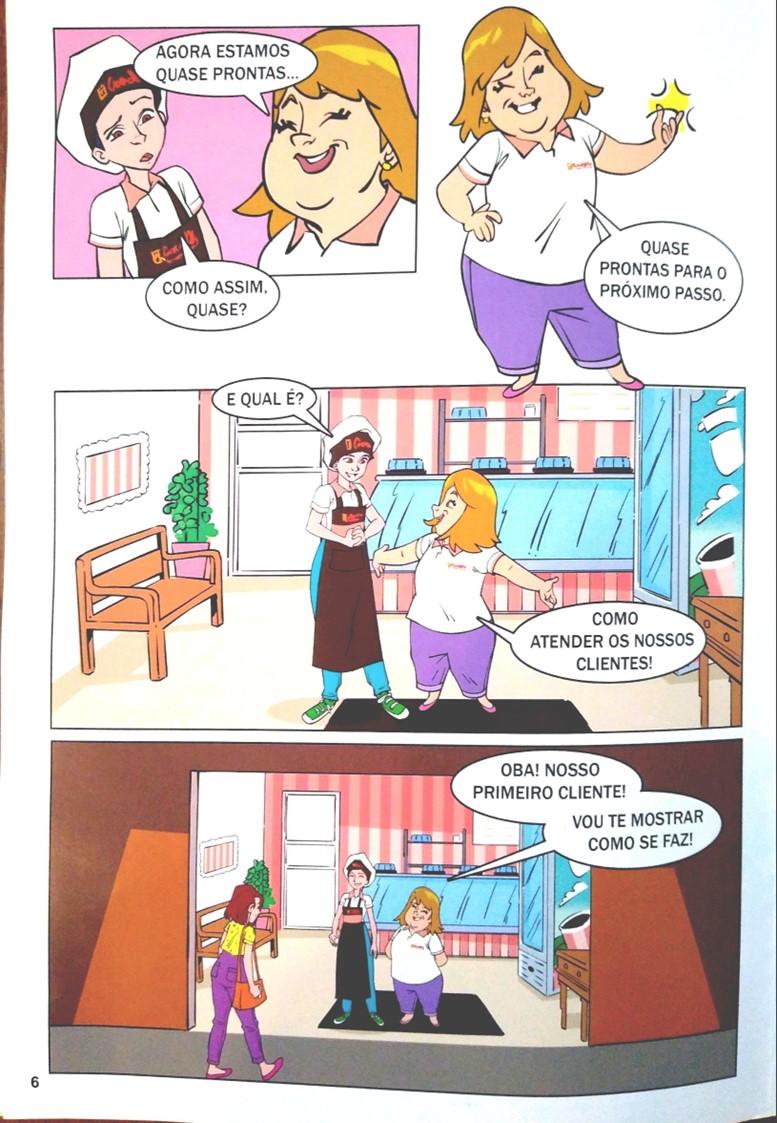 AGORA ESTAMOS
QUASE PRONTAS...
COMO ASSIM,
QUASE?
QUASE
PRONTAS PARA O
PRÓXIMO PASSO.
E QUAL É?
COMO
ATENDER OS NOSSOS
CLIENTES!
OBA! NOSSO
PRIMEIRO CLIENTE!
VOU TE MOSTRAR
COMO SE FAZ!
6